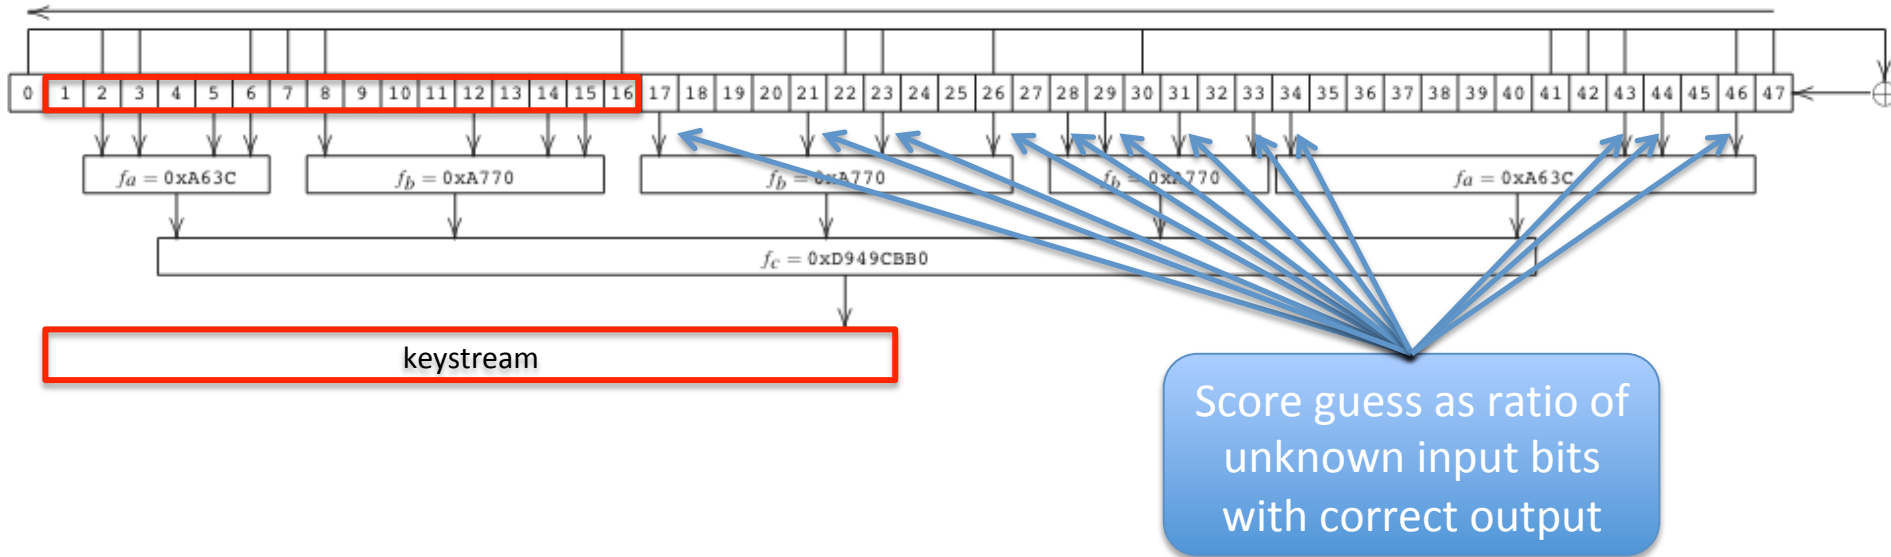 0 1 2 3 4 5 6 7 8 9 10 11 12 13 14 15 16 17 18 19 20 21 22 23 24 25 26 27 28 29 30 31 32 33 34 35 36 37 38 39 40 41 42 43 44 45 46 47
fa = 0xA63C fb = 0xA770 fb = 0xA770 fb = 0xA770 fa = 0xA63C
fc = 0xD949CBB0
keystream
Score guess as ratio of
unknown input bits
with correct output